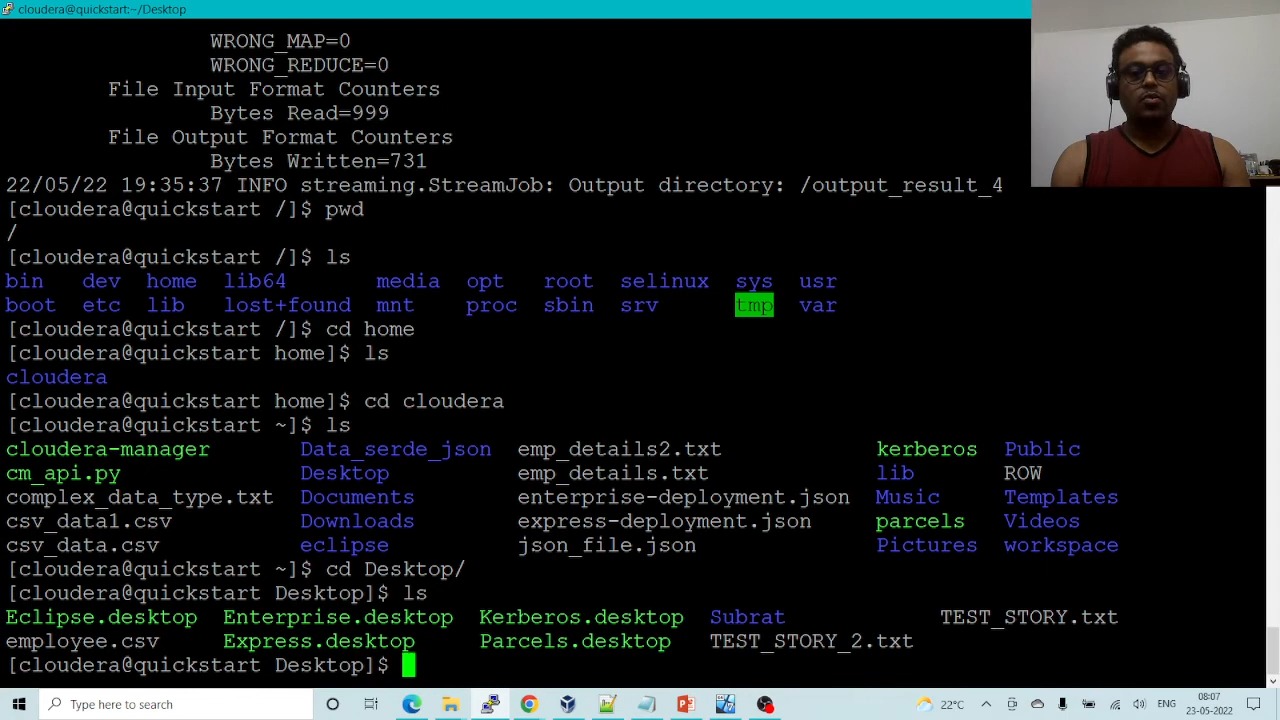 cloudera@quickstart:~/Desktop
WRONG_MAP=0
WRONG_REDUCE=0
File Input Format Counters
Bytes Read=999
File Output Format Counters
Bytes Written=731
22/05/22 19:35:37 INFO streaming.StreamJob: Output directory: /output_result_4
[cloudera@quickstart /]$ pwd
/
[cloudera@quickstart /]$ ls
bin dev home lib64 media opt root selinux sys usr
boot etc lib lost+found mnt proc sbin srv tmp var
[cloudera@quickstart /]$ cd home
[cloudera@quickstart home]$ ls
cloudera
[cloudera@quickstart home]$ cd cloudera
[cloudera@quickstart ~]$ ls
cloudera-manager Data_serde_json emp_details2.txt kerberos Public
cm_api.py Desktop emp_details.txt lib ROW
complex_data_type.txt Documents enterprise-deployment.json Music Templates
csv_data1.csv Downloads express-deployment.json parcels Videos
csv_data.csv eclipse json_file.json Pictures workspace
[cloudera@quickstart ~]$ cd Desktop/
[cloudera@quickstart Desktop]$ ls
Eclipse.desktop Enterprise.desktop Kerberos.desktop Subrat TEST_STORY.txt
employee.csv Express.desktop Parcels.desktop TEST_STORY_2.txt
[cloudera@quickstart Desktop]$
Type here to search 22°C ENG 08:07
23-05-2022